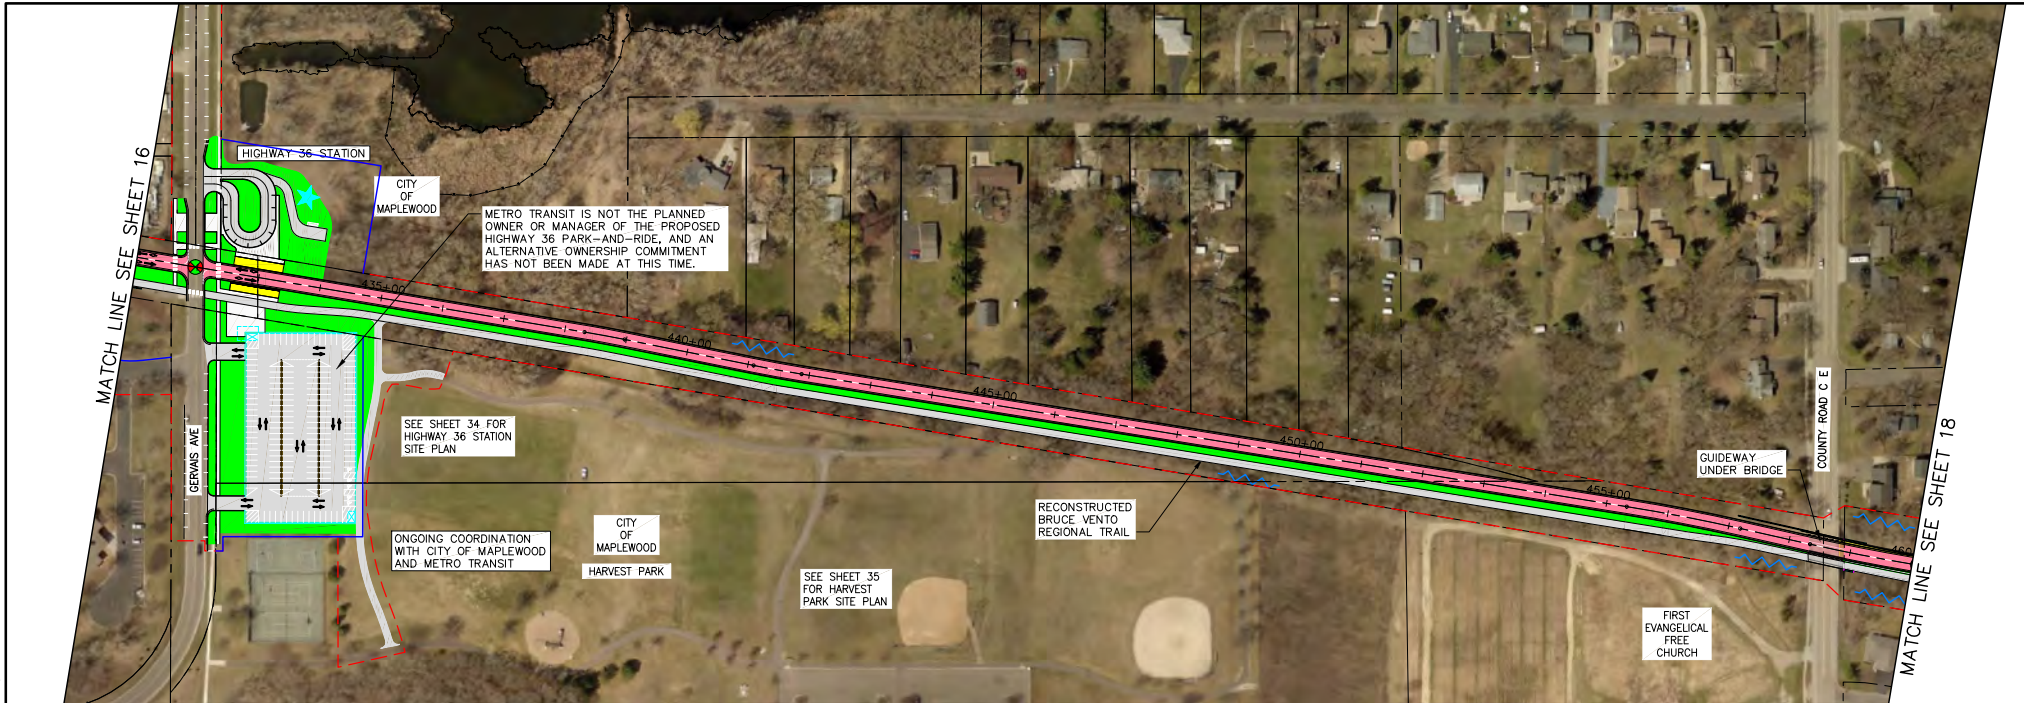 MATCH LINE SEE SHEET 16
HIGHWAY 36 STATION
CITY
OF
MAPLEWOOD
METRO TRANSIT IS NOT THE PLANNED
OWNER OR MANAGER OF THE PROPOSED
HIGHWAY 36 PARK-AND-RIDE, AND AN
ALTERNATIVE OWNERSHIP COMMITMENT
HAS NOT BEEN MADE AT THIS TIME.
435+00
440+00
445+00
450+00
455+00
460
GERVAIS AVE
SEE SHEET 34 FOR
HIGHWAY 36 STATION
SITE PLAN
ONGOING COORDINATION
WITH CITY OF MAPLEWOOD
AND METRO TRANSIT
CITY
OF
MAPLEWOOD
HARVEST PARK
SEE SHEET 35
FOR HARVEST
PARK SITE PLAN
RECONSTRUCTED
BRUCE VENTO
REGIONAL TRAIL
GUIDEWAY
UNDER BRIDGE
COUNTY ROAD C E
FIRST
EVANGELICAL
FREE
CHURCH
MATCH LINE SEE SHEET 18